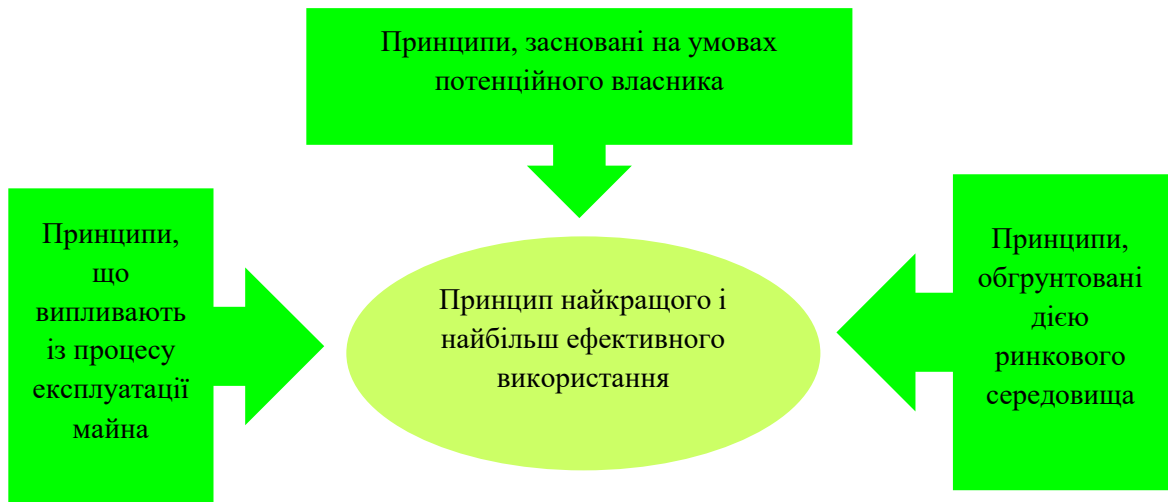 Принципи, засновані на умовах
потенційного власника
Принципи,
що
випливають
із процесу
експлуатації
майна
Принцип найкращого і
найбільш ефективного
використання
Принципи,
обгрунтовані
дією
ринкового
середовища